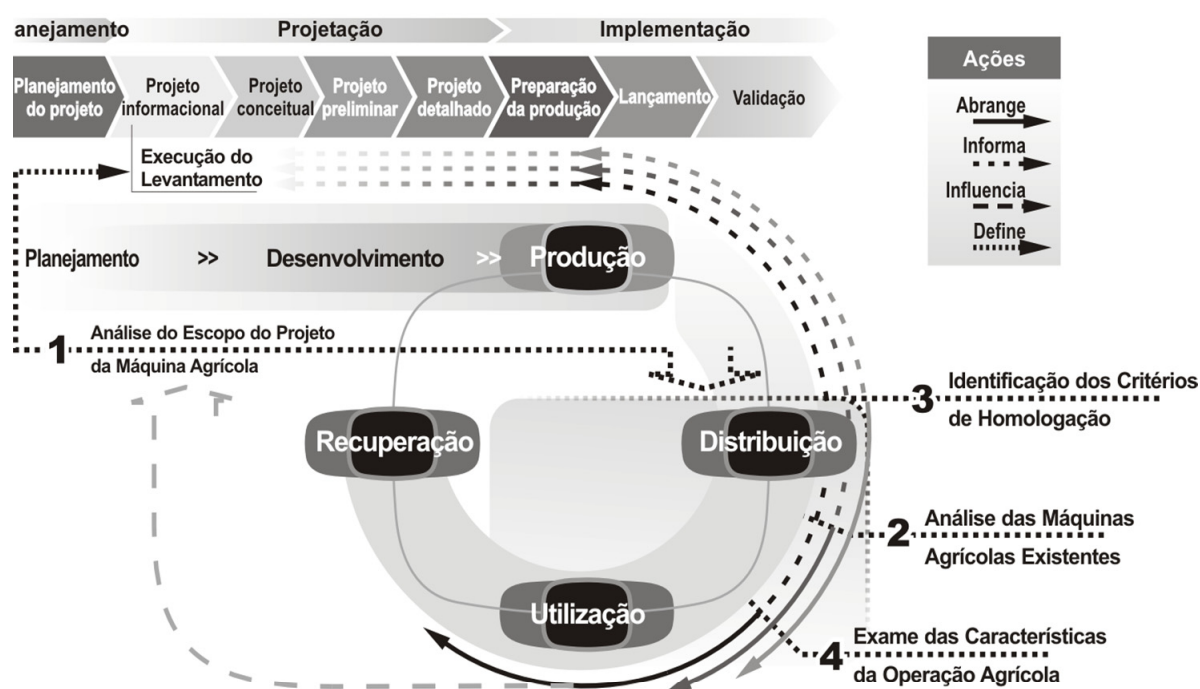 anejamento
Projetação
Implementação
Planejamento
do projeto
Projeto
informacional
Projeto
conceitual
Projeto
preliminar
Projeto
detalhado
Preparação
da produção
Lançamento
Validação
Ações
Abrange
Informa
Influencia
Define
Execução do
Levantamento
Planejamento >> Desenvolvimento >> Produção
1 Análise do Escopo do Projeto
da Máquina Agrícola
3 Identificação dos Critérios
de Homologação
Recuperação
Distribuição
2 Análise das Máquinas
Agrícolas Existentes
Utilização
4 Exame das Características
da Operação Agrícola